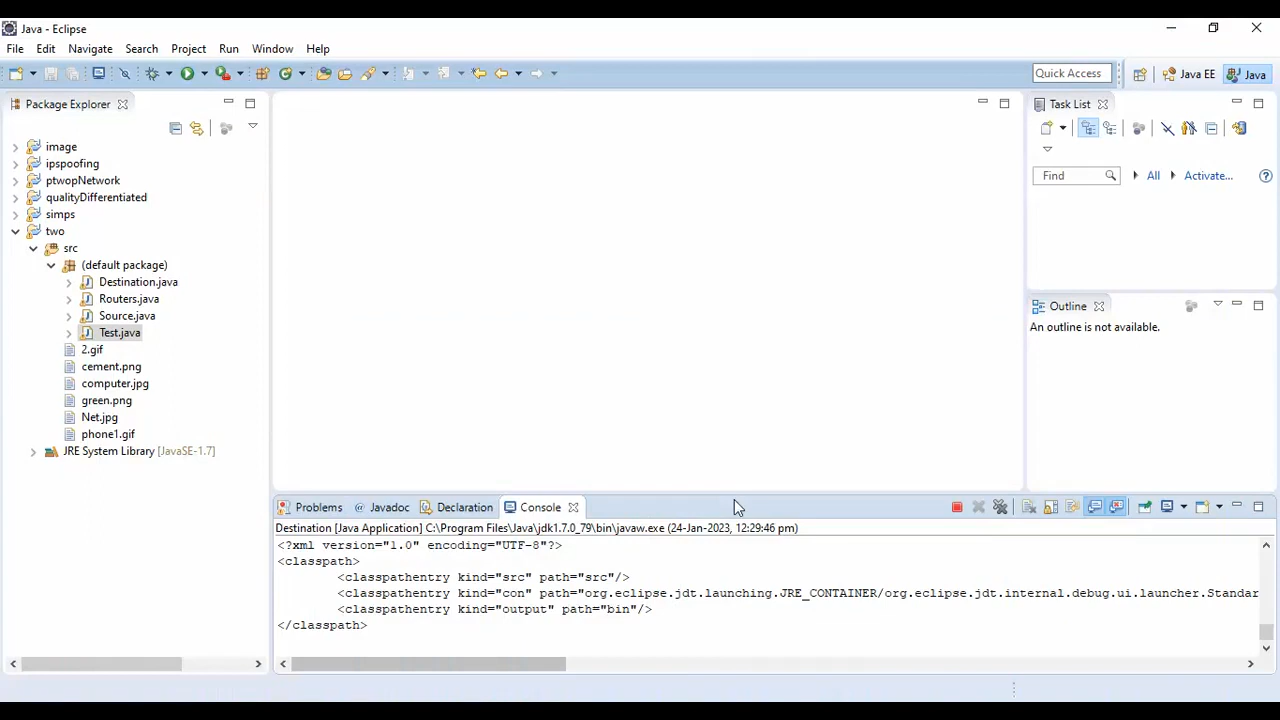 Java - Eclipse
File Edit Navigate Search Project Run Window Help
Quick Access Java EE Java
Package Explorer
image
ipspoofing
ptwopNetwork
qualityDifferentiated
simps
two
src
(default package)
Destination.java
Routers.java
Source.java
Test.java
2.gif
cement.png
computer.jpg
green.png
Net.jpg
phone1.gif
JRE System Library [JavaSE-1.7]
Task List
Find All Activate...
Outline
An outline is not available.
Problems @ Javadoc Declaration Console
Destination [Java Application] C:\Program Files\Java\jdk1.7.0_79\bin\javaw.exe (24-Jan-2023, 12:29:46 pm)
<?xml version="1.0" encoding="UTF-8"?>
<classpath>
<classpathentry kind="src" path="src"/>
<classpathentry kind="con" path="org.eclipse.jdt.launching.JRE_CONTAINER/org.eclipse.jdt.internal.debug.ui.launcher.Standar
<classpathentry kind="output" path="bin"/>
</classpath>